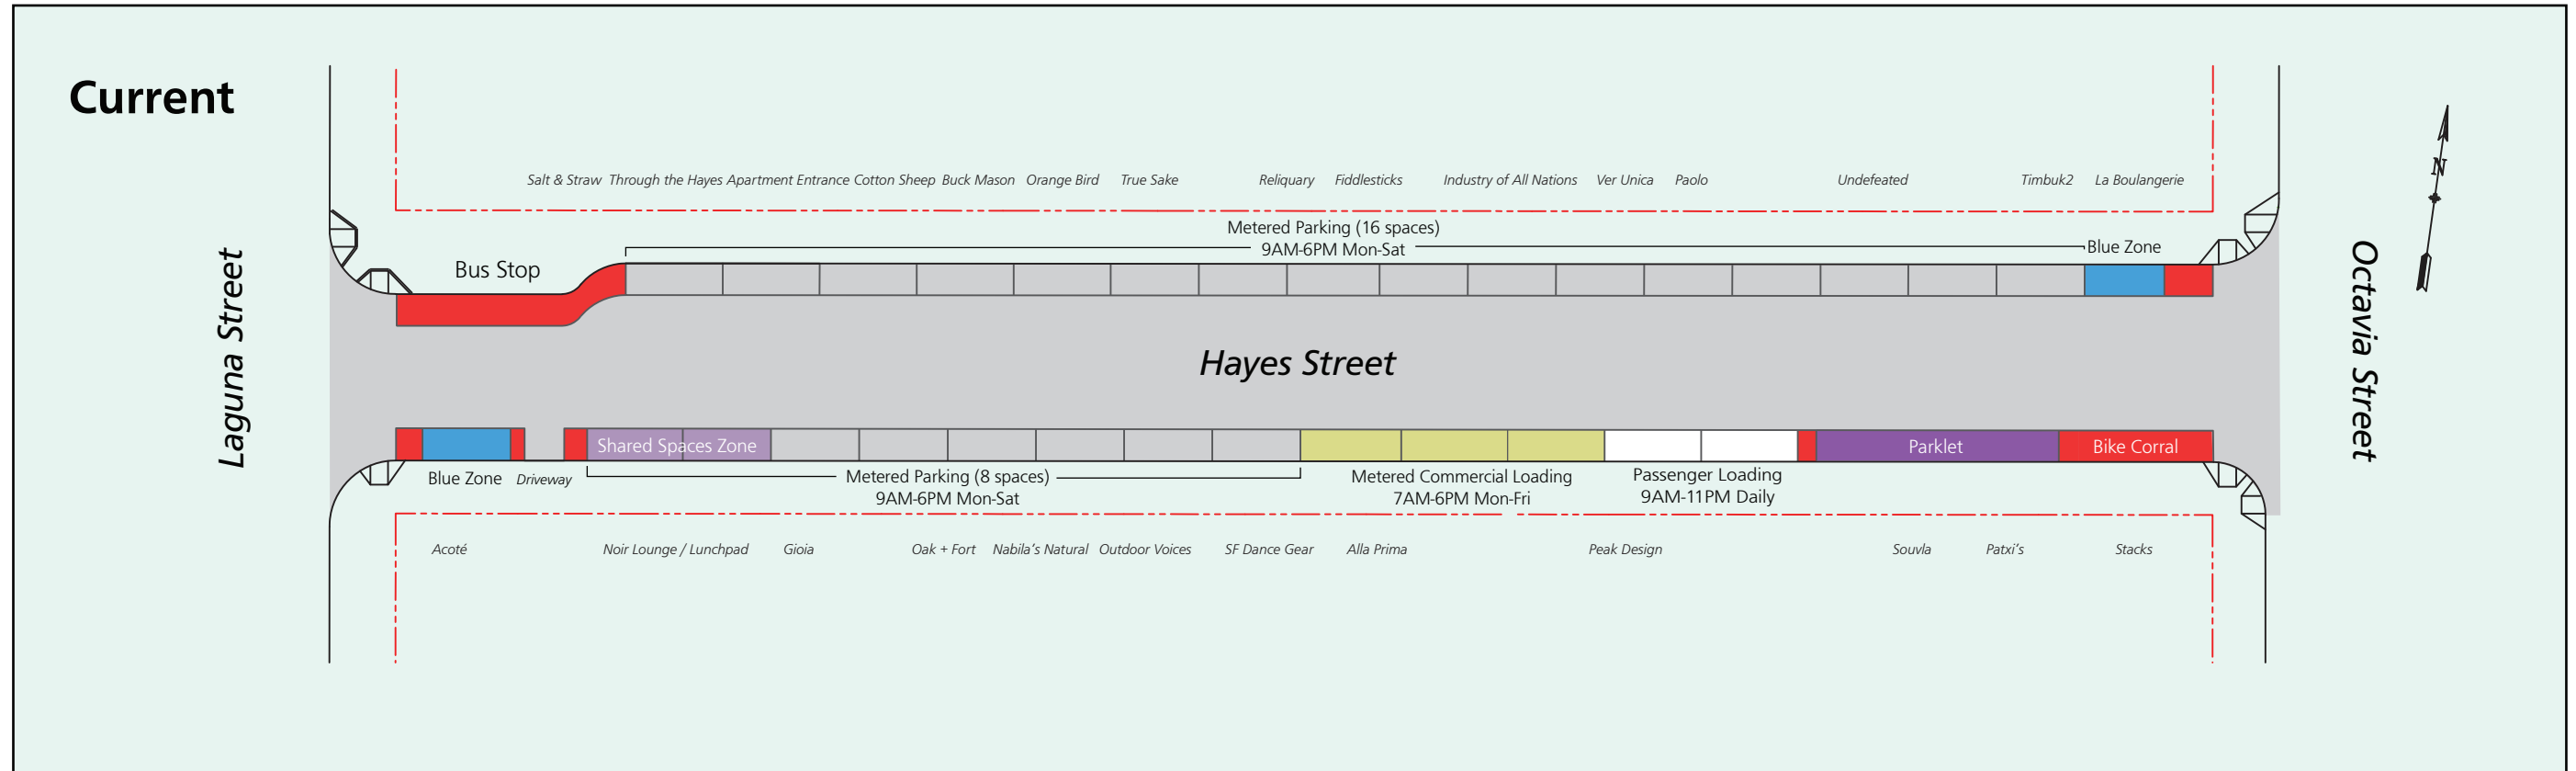 Current
Salt & Straw Through the Hayes Apartment Entrance Cotton Sheep Buck Mason Orange Bird True Sake Reliquary Fiddlesticks Industry of All Nations Ver Unica Paolo Undefeated Timbuk2 La Boulangerie
Metered Parking (16 spaces)
9AM-6PM Mon-Sat
Blue Zone
Bus Stop
N
Laguna Street
Hayes Street
Octavia Street
Shared Spaces Zone
Parklet
Bike Corral
Blue Zone
Driveway
Metered Parking (8 spaces)
9AM-6PM Mon-Sat
Metered Commercial Loading
7AM-6PM Mon-Fri
Passenger Loading
9AM-11PM Daily
Acoté Noir Lounge / Lunchpad Gioia Oak + Fort Nabila's Natural Outdoor Voices SF Dance Gear Alla Prima Peak Design Souvla Patxi's Stacks